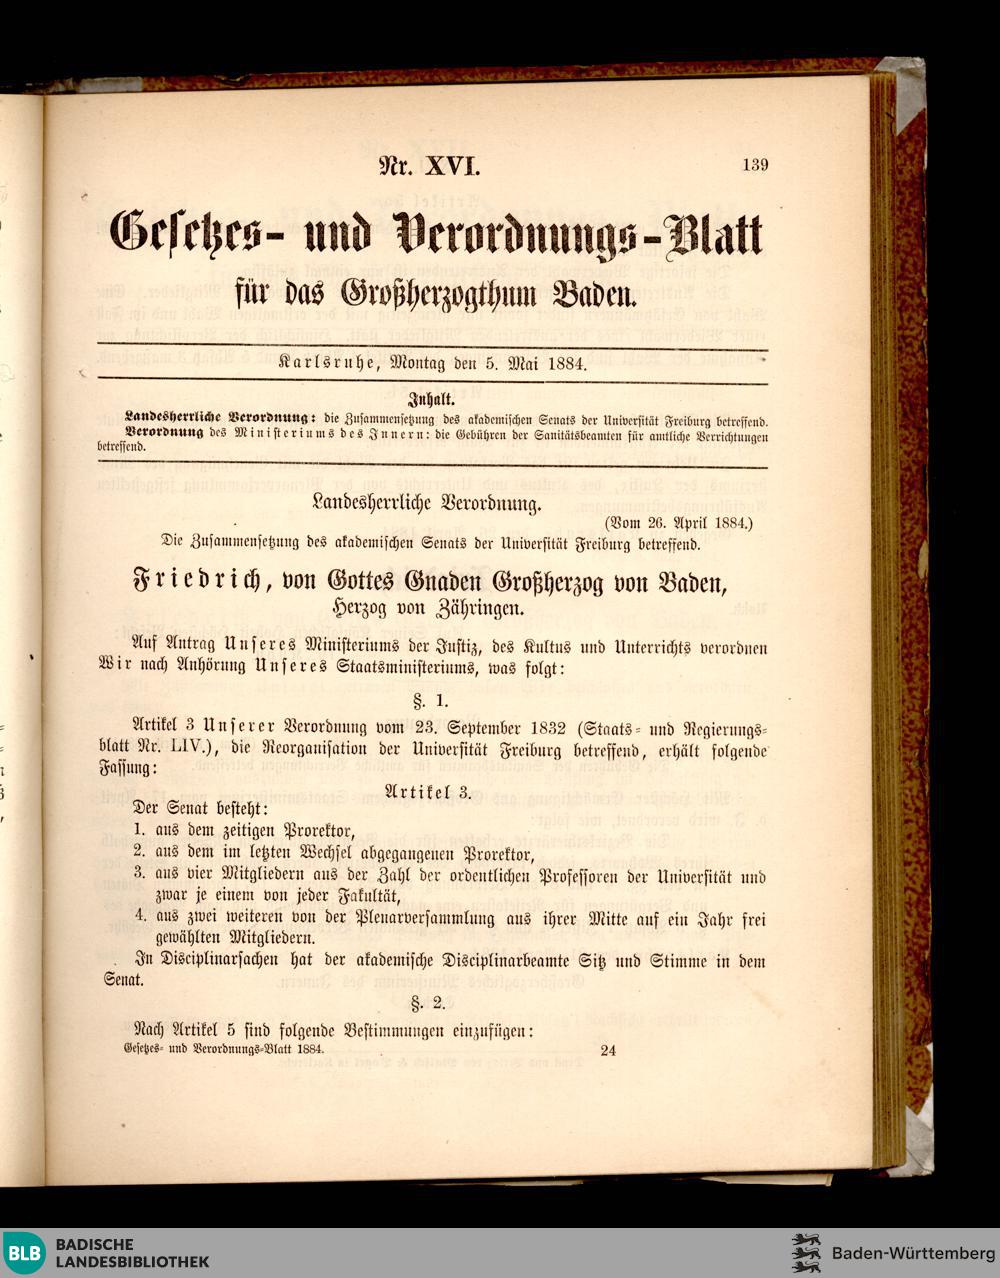 Nr. XVI.
139
Gesetzes- und Verordnungs-Blatt
für das Großherzogthum Baden.
Karlsruhe, Montag den 5. Mai 1884.
Inhalt.
Landesherrliche Verordnung: die Zusammensetzung des akademischen Senats der Universität Freiburg betreffend.
Verordnung des Ministeriums des Innern: die Gebühren der Sanitätsbeamten für amtliche Verrichtungen
betreffend.
Landesherrliche Verordnung.
(Vom 26. April 1884.)
Die Zusammensetzung des akademischen Senats der Universität Freiburg betreffend.
Friedrich, von Gottes Gnaden Großherzog von Baden,
Herzog von Zähringen.
Auf Antrag Unseres Ministeriums der Justiz, des Kultus und Unterrichts verordnen
Wir nach Anhörung Unseres Staatsministeriums, was folgt:
§. 1.
Artikel 3 Unserer Verordnung vom 23. September 1832 (Staats- und Regierungs-
blatt Nr. LIV.), die Reorganisation der Universität Freiburg betreffend, erhält folgende
Fassung:
Artikel 3.
Der Senat besteht:
1. aus dem zeitigen Prorektor,
2. aus dem im letzten Wechsel abgegangenen Prorektor,
3. aus vier Mitgliedern aus der Zahl der ordentlichen Professoren der Universität und
zwar je einem von jeder Fakultät,
4. aus zwei weiteren von der Plenarversammlung aus ihrer Mitte auf ein Jahr frei
gewählten Mitgliedern.
In Disciplinarsachen hat der akademische Disciplinarbeamte Sitz und Stimme in dem
Senat.
§. 2.
Nach Artikel 5 sind folgende Bestimmungen einzufügen:
Gesetzes- und Verordnungs-Blatt 1884.
24
BLB
BADISCHE
LANDESBIBLIOTHEK
Baden-Württemberg